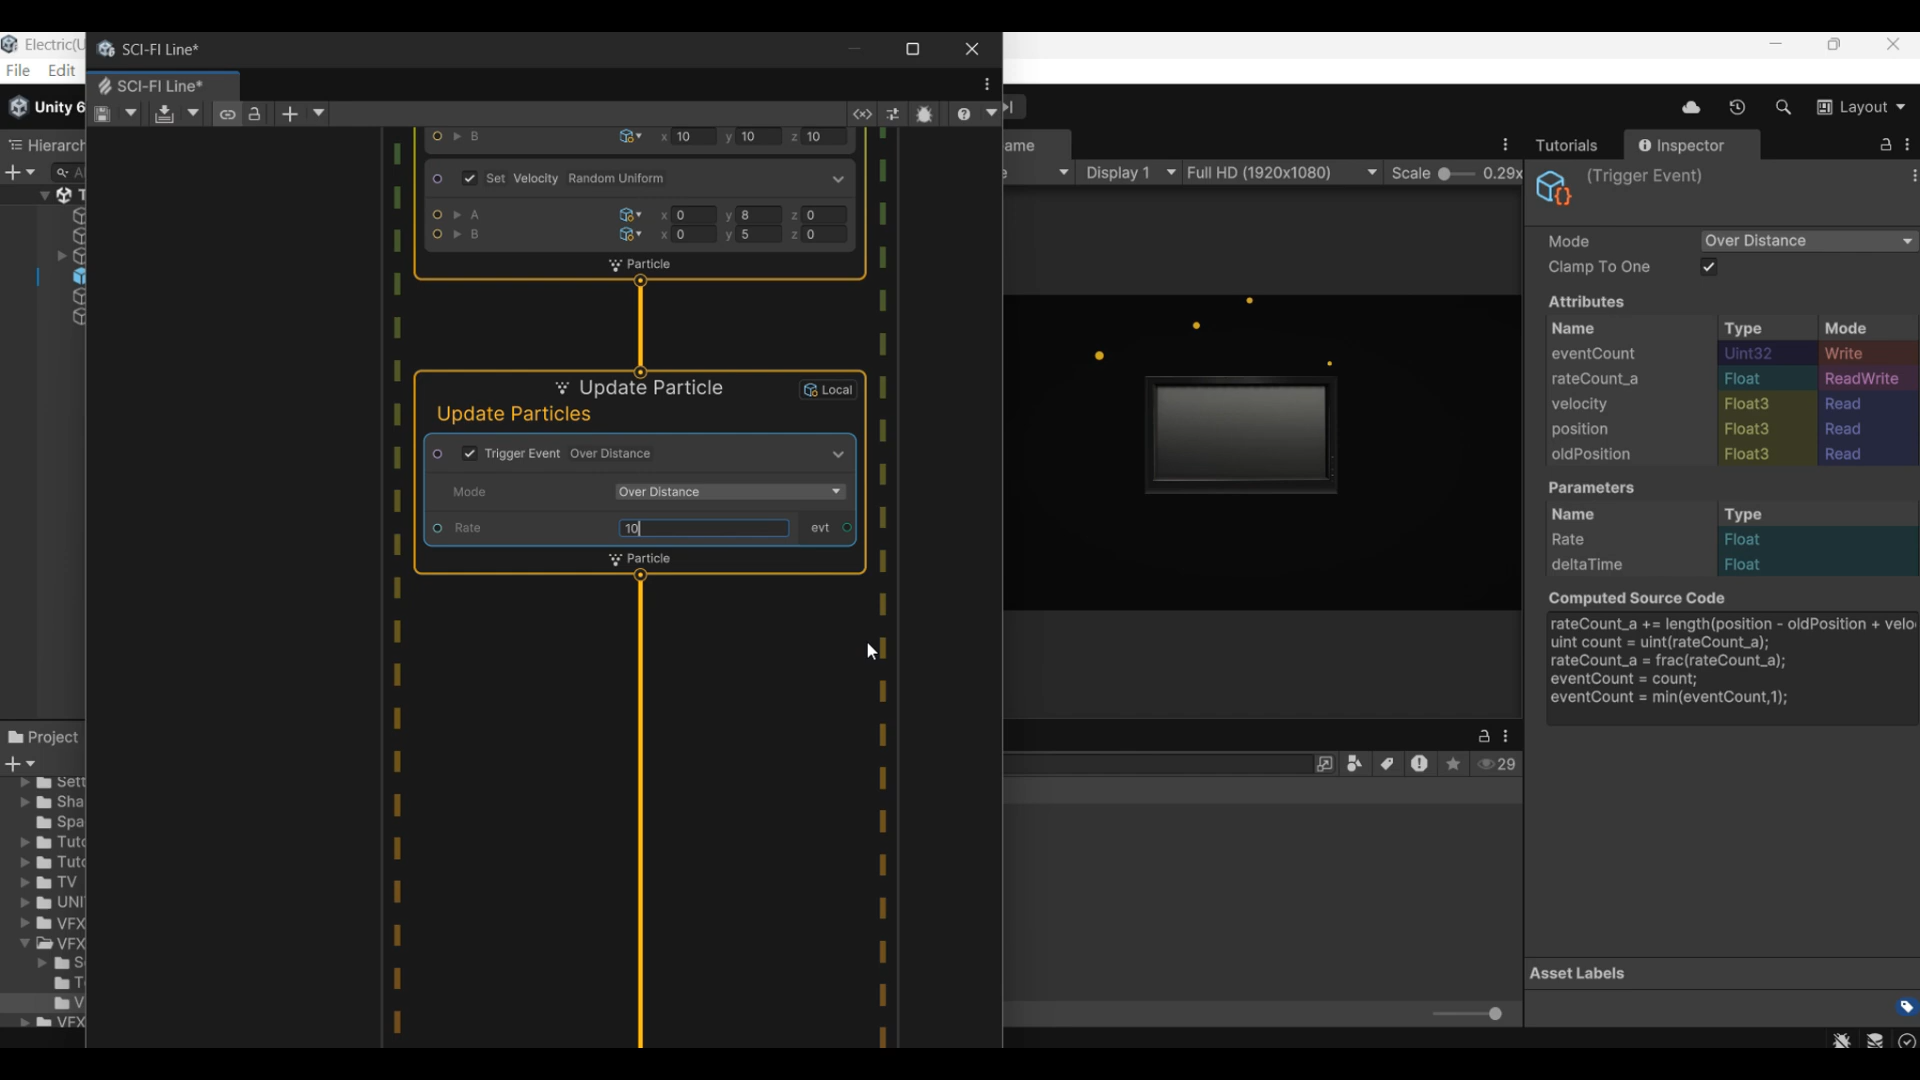 Electric(U
SCI-FI Line*
File Edit
SCI-FI Line*
Unity 6
Layout
Hierarch
ame
Tutorials
Inspector
Display 1
Full HD (1920x1080)
Scale
0.29x
(Trigger Event)
B x 10 y 10 z 10
Set Velocity Random Uniform
A x 0 y 8 z 0
B x 0 y 5 z 0
Particle
Update Particle
Local
Update Particles
Trigger Event Over Distance
Mode Over Distance
Rate 10 evt
Particle
Mode Over Distance
Clamp To One
Attributes
Name Type Mode
eventCount Uint32 Write
rateCount_a Float ReadWrite
velocity Float3 Read
position Float3 Read
oldPosition Float3 Read
Parameters
Name Type
Rate Float
deltaTime Float
Computed Source Code
rateCount_a += length(position - oldPosition + velo
uint count = uint(rateCount_a);
rateCount_a = frac(rateCount_a);
eventCount = count;
eventCount = min(eventCount,1);
Project
29
Sett
Sha
Spa
Tuto
Tuto
TV
UNI
VFX
VFX
S
T
V
VFX
Asset Labels